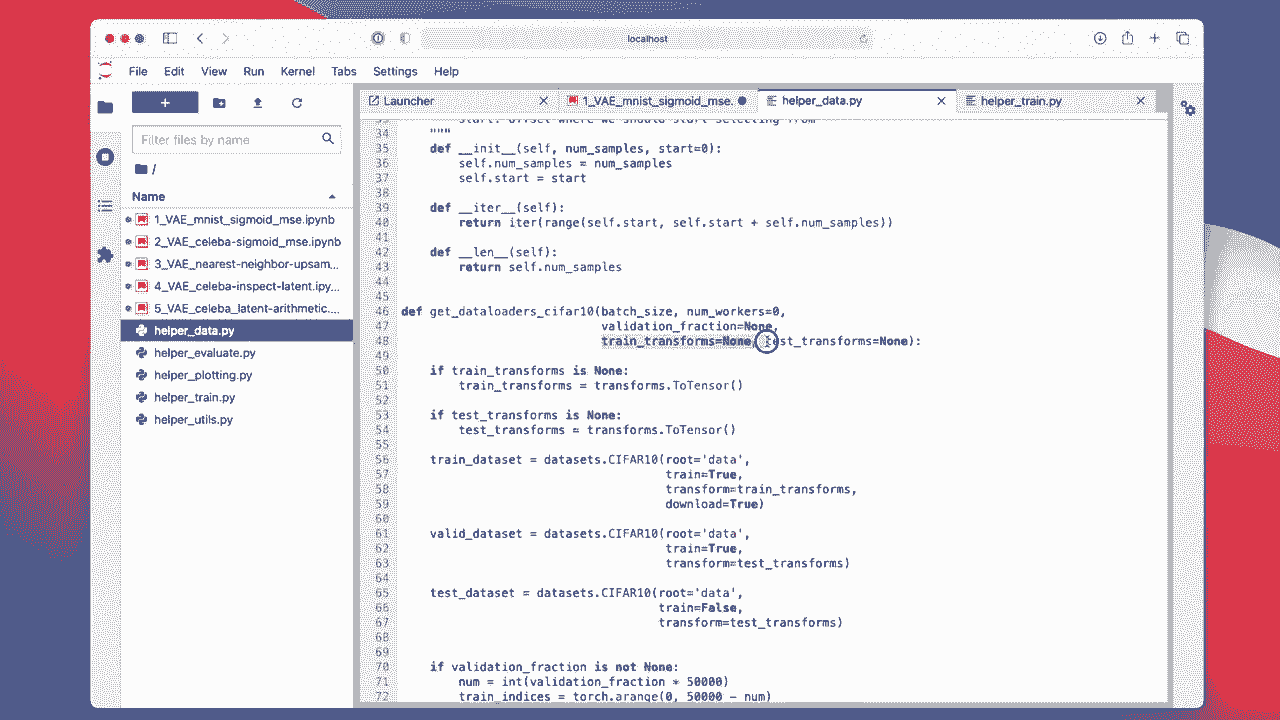 localhost
File Edit View Run Kernel Tabs Settings Help
Launcher
1_VAE_mnist_sigmoid_mse.
helper_data.py
helper_train.py
Filter files by name
/
Name
1_VAE_mnist_sigmoid_mse.ipynb
2_VAE_celeba-sigmoid_mse.ipynb
3_VAE_nearest-neighbor-upsam...
4_VAE_celeba-inspect-latent.ipy...
5_VAE_celeba_latent-arithmetic....
helper_data.py
helper_evaluate.py
helper_plotting.py
helper_train.py
helper_utils.py
33 start: offset where we should start selecting from
34 """
35 def __init__(self, num_samples, start=0):
36 self.num_samples = num_samples
37 self.start = start
38
39 def __iter__(self):
40 return iter(range(self.start, self.start + self.num_samples))
41
42 def __len__(self):
43 return self.num_samples
44
45
46 def get_dataloaders_cifar10(batch_size, num_workers=0,
47 validation_fraction=None,
48 train_transforms=None, test_transforms=None):
49
50 if train_transforms is None:
51 train_transforms = transforms.ToTensor()
52
53 if test_transforms is None:
54 test_transforms = transforms.ToTensor()
55
56 train_dataset = datasets.CIFAR10(root='data',
57 train=True,
58 transform=train_transforms,
59 download=True)
60
61 valid_dataset = datasets.CIFAR10(root='data',
62 train=True,
63 transform=test_transforms)
64
65 test_dataset = datasets.CIFAR10(root='data',
66 train=False,
67 transform=test_transforms)
68
69
70 if validation_fraction is not None:
71 num = int(validation_fraction * 50000)
72 train_indices = torch.arange(0, 50000 - num)